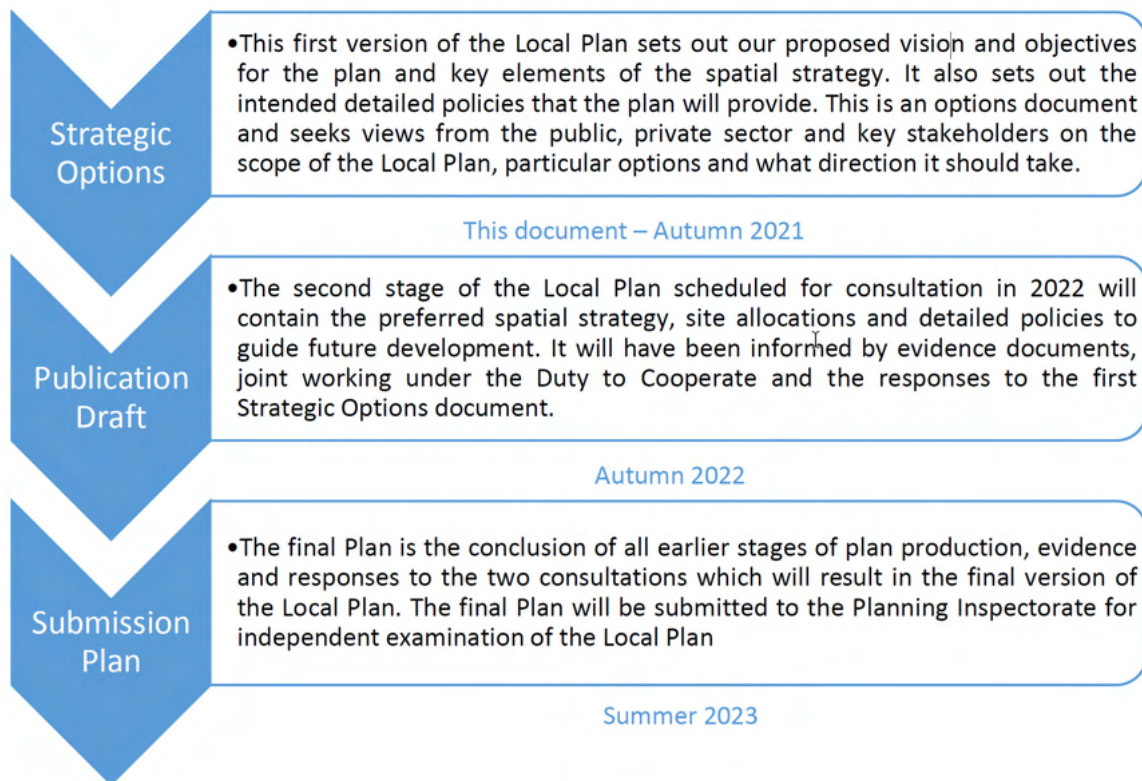 Strategic
Options
•This first version of the Local Plan sets out our proposed vision and objectives
for the plan and key elements of the spatial strategy. It also sets out the
intended detailed policies that the plan will provide. This is an options document
and seeks views from the public, private sector and key stakeholders on the
scope of the Local Plan, particular options and what direction it should take.
This document – Autumn 2021
Publication
Draft
•The second stage of the Local Plan scheduled for consultation in 2022 will
contain the preferred spatial strategy, site allocations and detailed policies to
guide future development. It will have been informed by evidence documents,
joint working under the Duty to Cooperate and the responses to the first
Strategic Options document.
Autumn 2022
Submission
Plan
•The final Plan is the conclusion of all earlier stages of plan production, evidence
and responses to the two consultations which will result in the final version of
the Local Plan. The final Plan will be submitted to the Planning Inspectorate for
independent examination of the Local Plan
Summer 2023